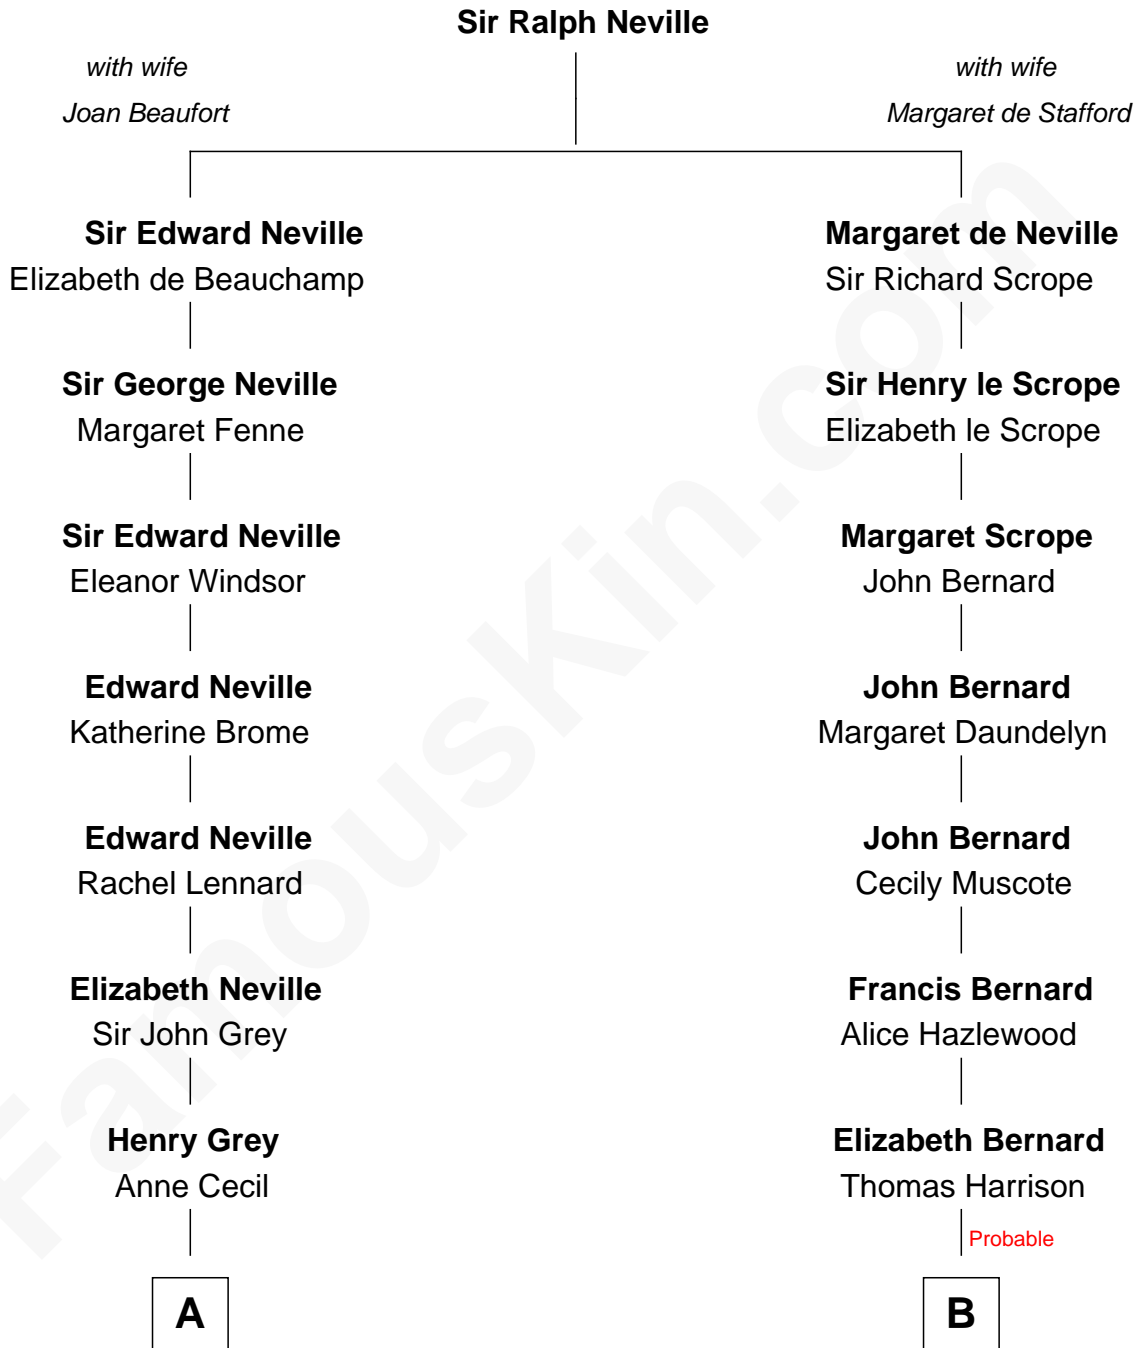 Sir Ralph Neville
with wife
Joan Beaufort
with wife
Margaret de Stafford
Sir Edward Neville
Elizabeth de Beauchamp
Margaret de Neville
Sir Richard Scrope
Sir George Neville
Margaret Fenne
Sir Henry le Scrope
Elizabeth le Scrope
Sir Edward Neville
Eleanor Windsor
Margaret Scrope
John Bernard
Edward Neville
Katherine Brome
John Bernard
Margaret Daundelyn
Edward Neville
Rachel Lennard
John Bernard
Cecily Muscote
Elizabeth Neville
Sir John Grey
Francis Bernard
Alice Hazlewood
Henry Grey
Anne Cecil
Elizabeth Bernard
Thomas Harrison
Probable
A
B
FamousKin.com